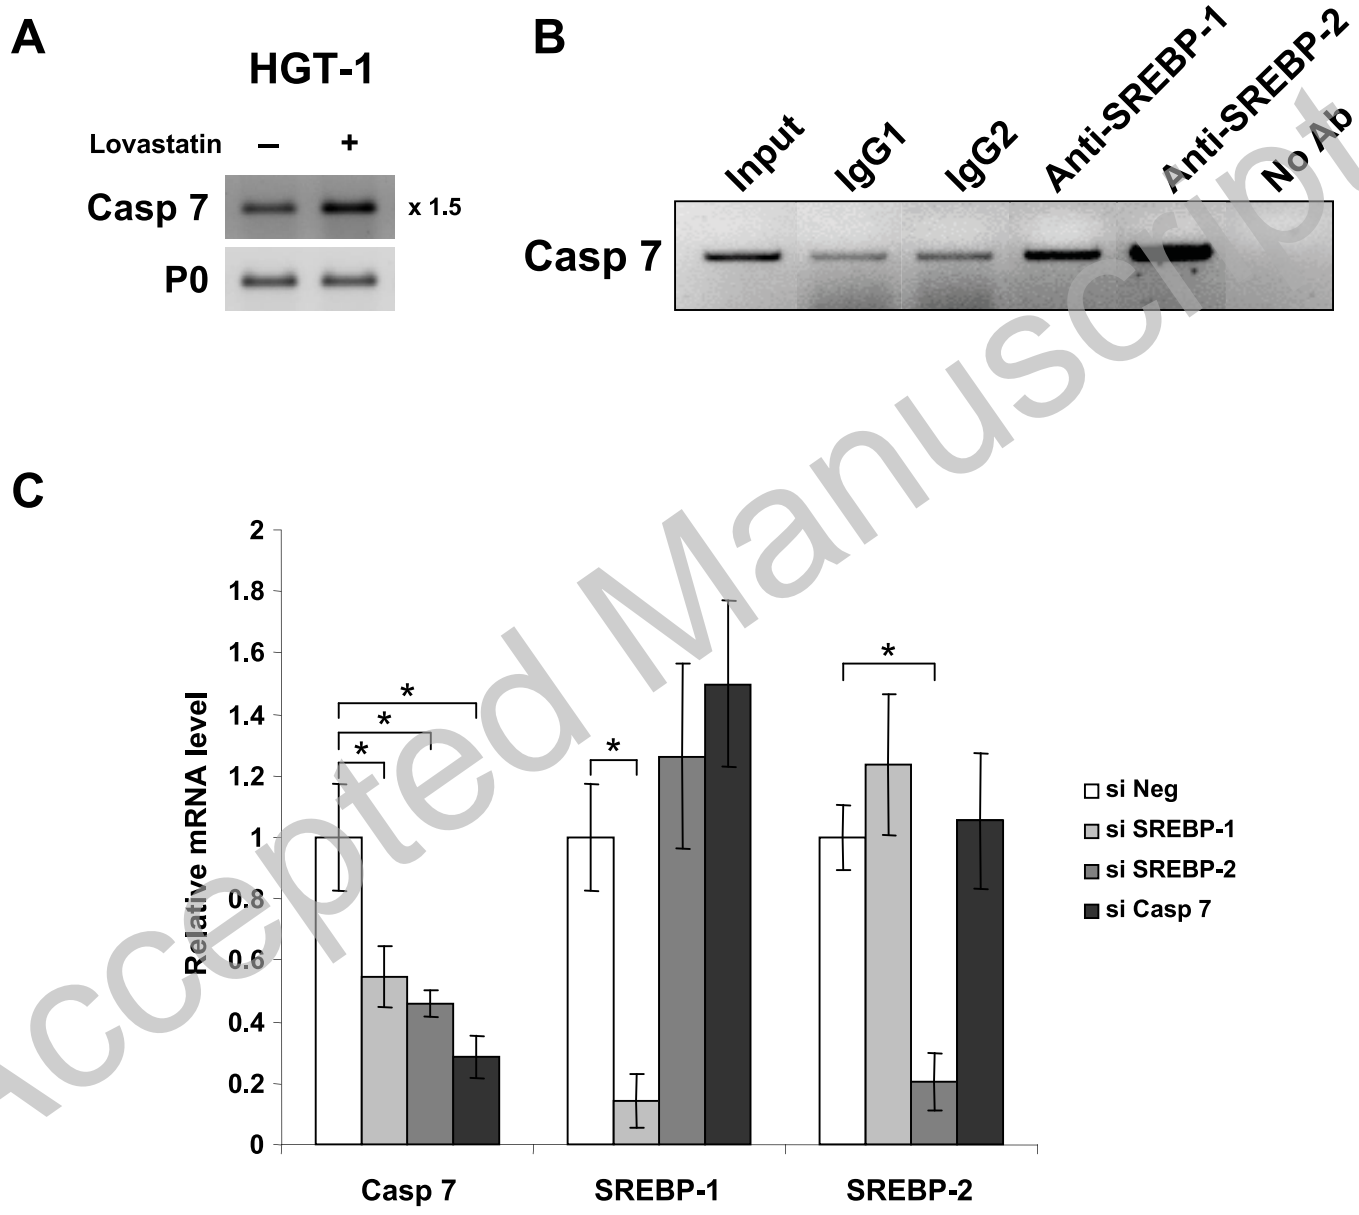 A
HGT-1
Lovastatin – +
Casp 7 x 1.5
P0
B
Input IgG1 IgG2 Anti-SREBP-1 Anti-SREBP-2 No Ab
Casp 7
C
Relative mRNA level
2
1.8
1.6
1.4
1.2
1
0.8
0.6
0.4
0.2
0
* * * * *
Casp 7 SREBP-1 SREBP-2
si Neg
si SREBP-1
si SREBP-2
si Casp 7
Accepted Manuscript